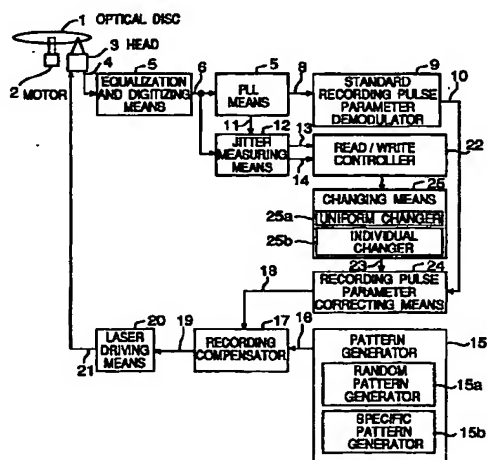 1 OPTICAL DISC
3 HEAD
4
2
MOTOR
5
EQUALIZATION
AND DIGITIZING
MEANS
6
5
PLL
MEANS
8
9
STANDARD
RECORDING PULSE
PARAMETER
DEMODULATOR
10
11
12
JITTER
MEASURING
MEANS
13
14
READ / WRITE
CONTROLLER
22
25
CHANGING MEANS
25a
UNIFORM CHANGER
25b
INDIVIDUAL
CHANGER
23
24
RECORDING PULSE
PARAMETER
CORRECTING MEANS
18
20
LASER
DRIVING
MEANS
21
19
17
RECORDING
COMPENSATOR
16
15
PATTERN
GENERATOR
15a
RANDOM
PATTERN
GENERATOR
15b
SPECIFIC
PATTERN
GENERATOR